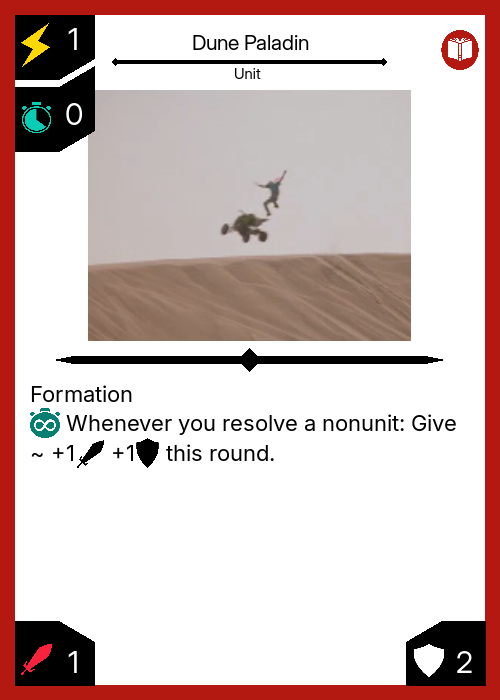 1
Dune Paladin
Unit
0
Formation
Whenever you resolve a nonunit: Give
~ +1 +1 this round.
1
2